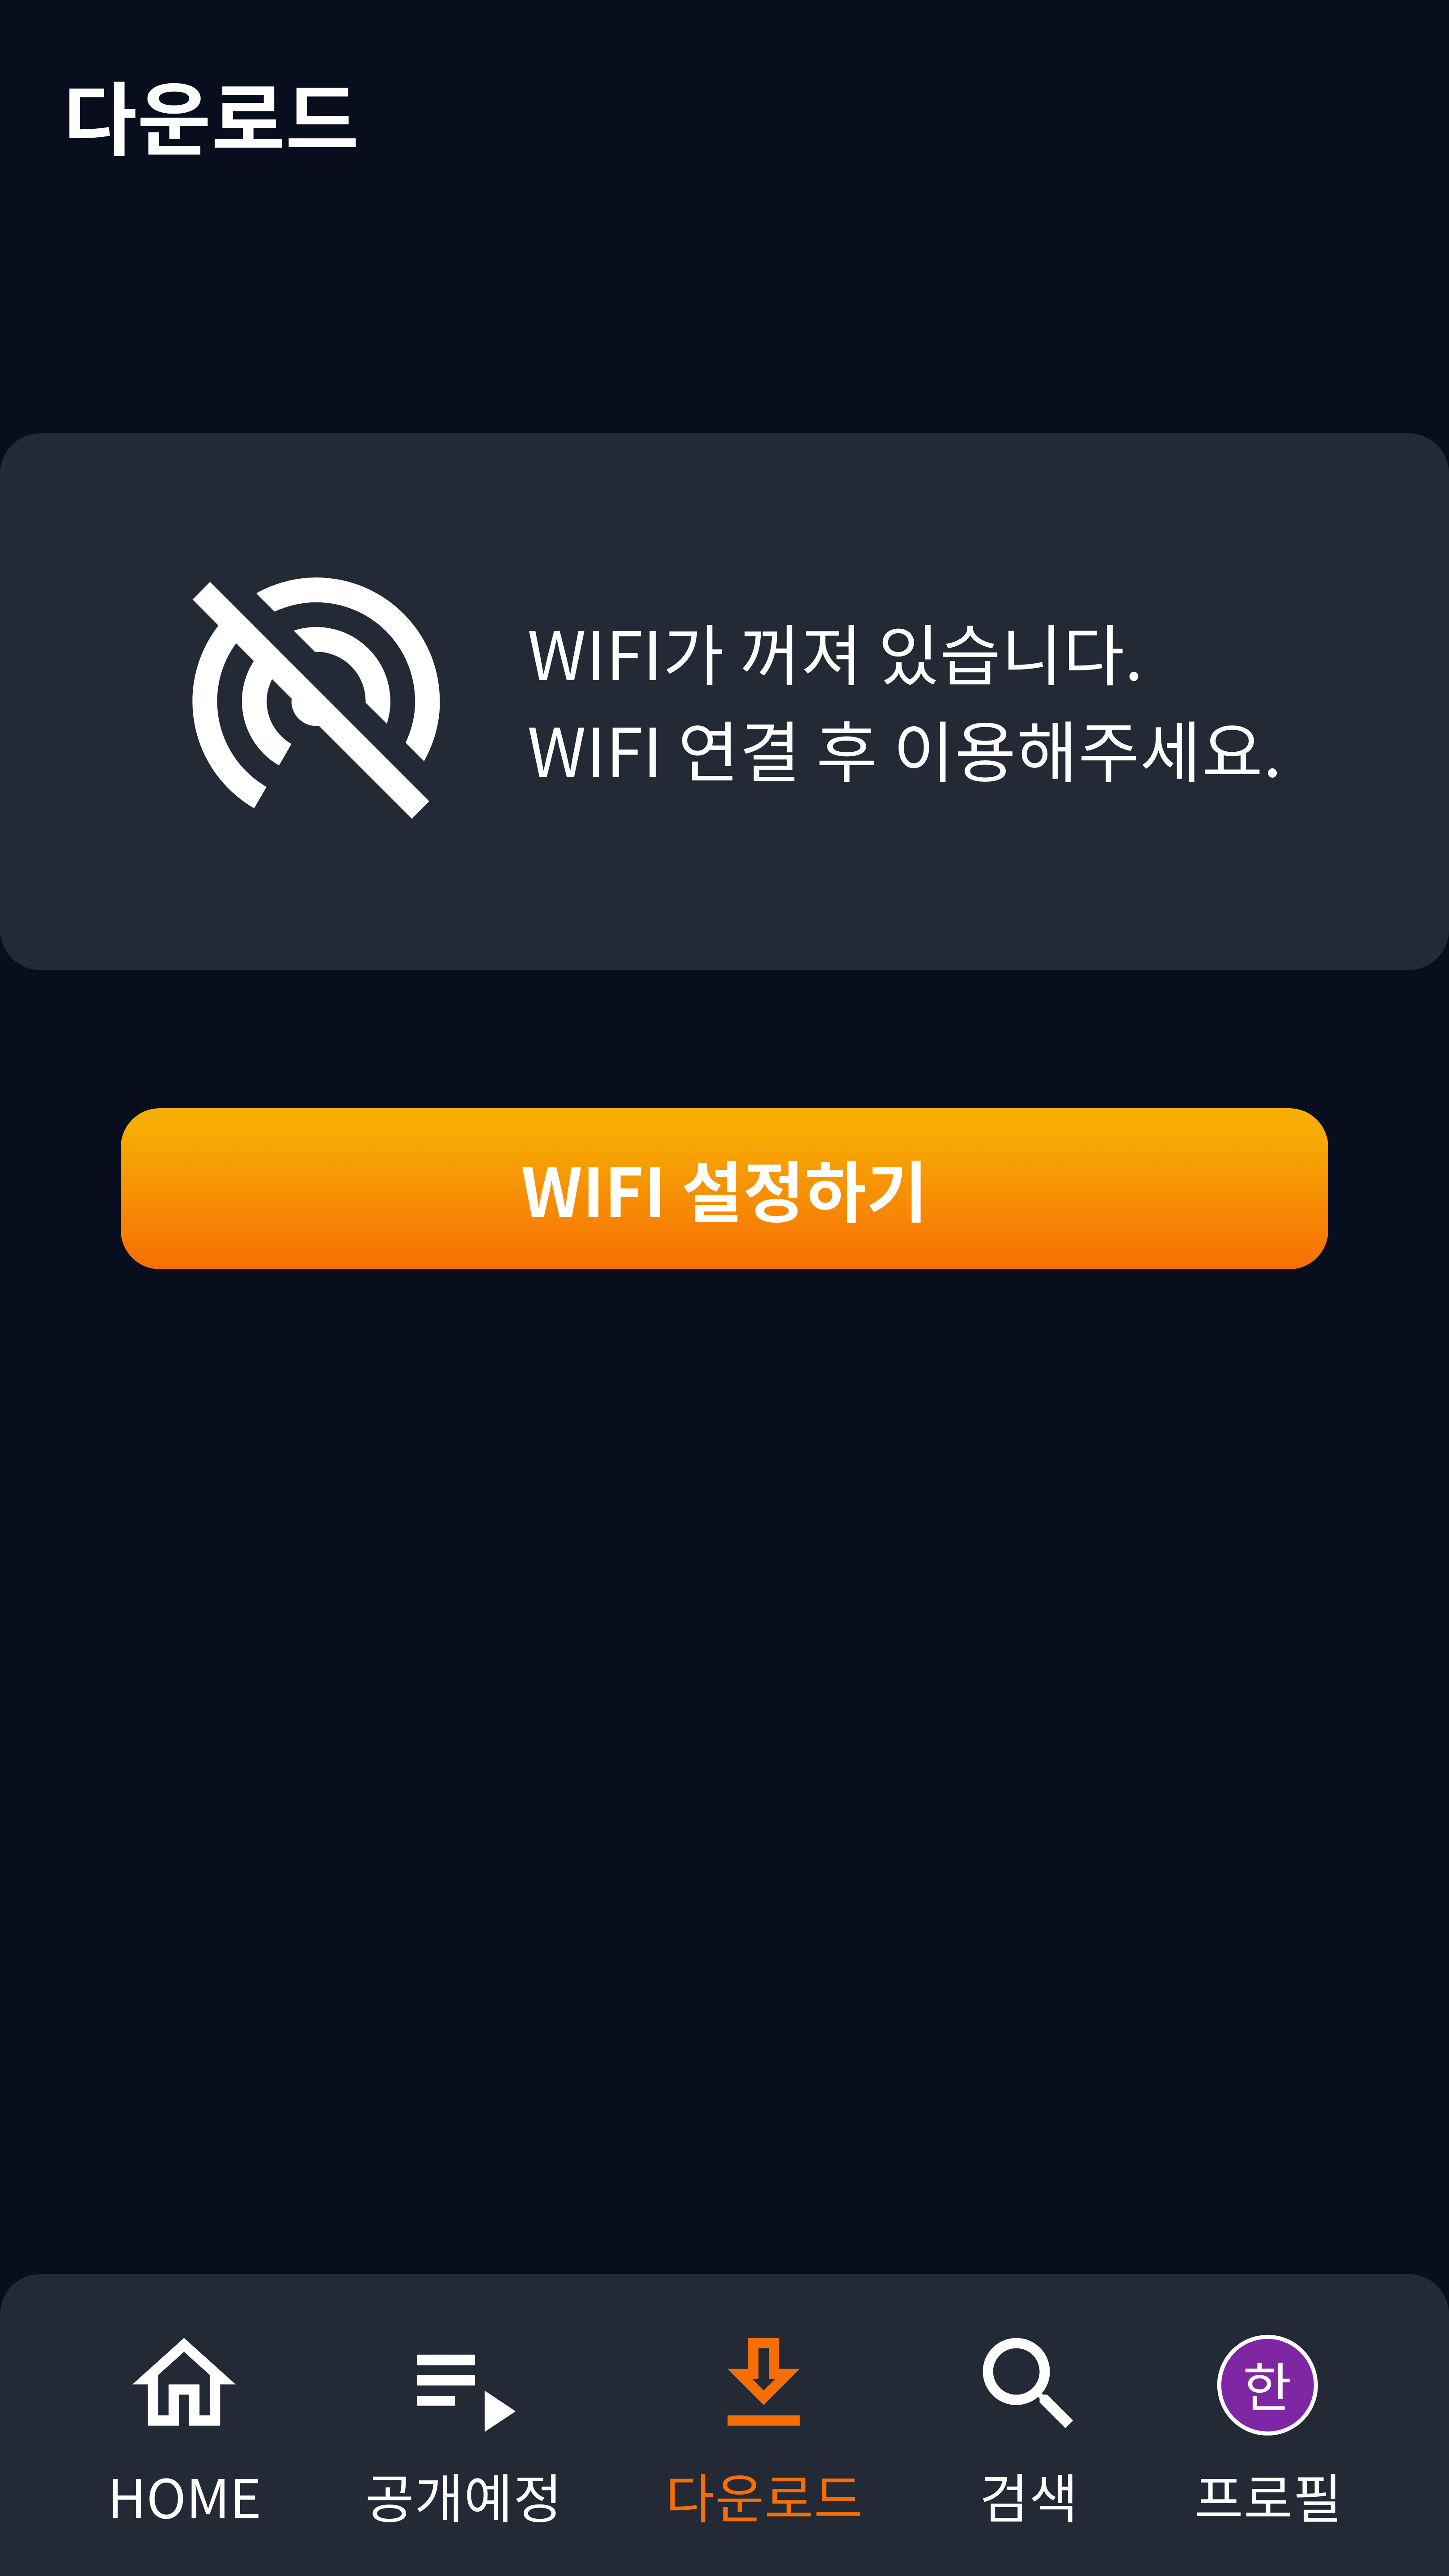 다운로드
WIFI가 꺼져 있습니다.
WIFI 연결 후 이용해주세요.
WIFI 설정하기
한
HOME 공개예정 다운로드 검색 프로필